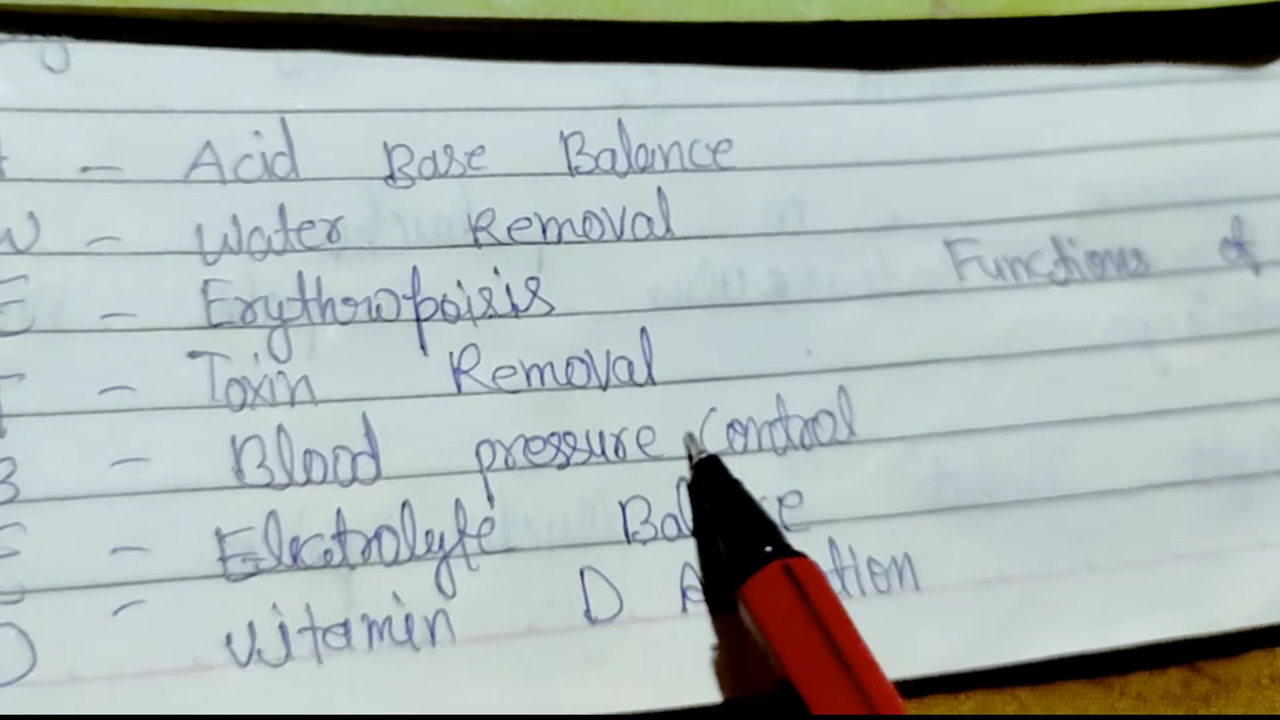 - Acid Base Balance
W - Water Removal
E - Erythropoisis
Functions of
T - Toxin Removal
B - Blood pressure Control
E - Electrolyte
D - vitamin D